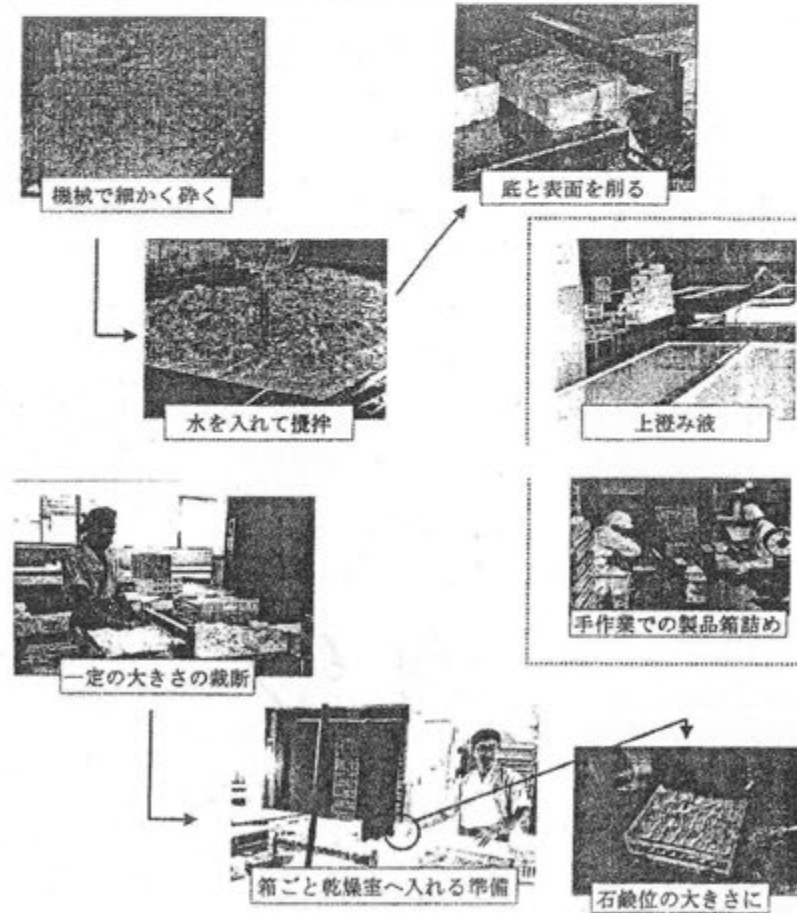 機械で細かく砕く
底と表面を削る
水を入れて攪拌
上澄み液
一定の大きさの裁断
手作業での製品箱詰め
箱ごと乾燥室へ入れる準備
石鹸位の大きさに